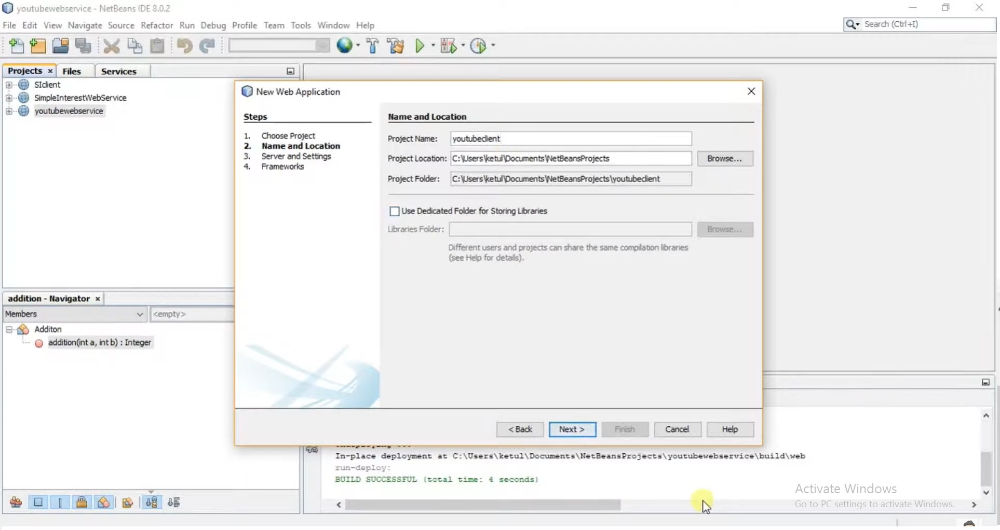 youtubewebservice - NetBeans IDE 8.0.2
File Edit View Navigate Source Refactor Run Debug Profile Team Tools Window Help
Search (Ctrl+I)
Projects
Files
Services
SIclient
SimpleInterestWebService
youtubewebservice
New Web Application
Steps
1. Choose Project
2. Name and Location
3. Server and Settings
4. Frameworks
Name and Location
Project Name: youtubeclient
Project Location: C:\Users\ketul\Documents\NetBeansProjects Browse...
Project Folder: C:\Users\ketul\Documents\NetBeansProjects\youtubeclient
Use Dedicated Folder for Storing Libraries
Libraries Folder: Browse...
Different users and projects can share the same compilation libraries
(see Help for details).
< Back Next > Finish Cancel Help
addition - Navigator
Members <empty>
Additon
addition(int a, int b) : Integer
In-place deployment at C:\Users\ketul\Documents\NetBeansProjects\youtubewebservice\build\web
run-deploy:
BUILD SUCCESSFUL (total time: 4 seconds)
Activate Windows
Go to PC settings to activate Windows.